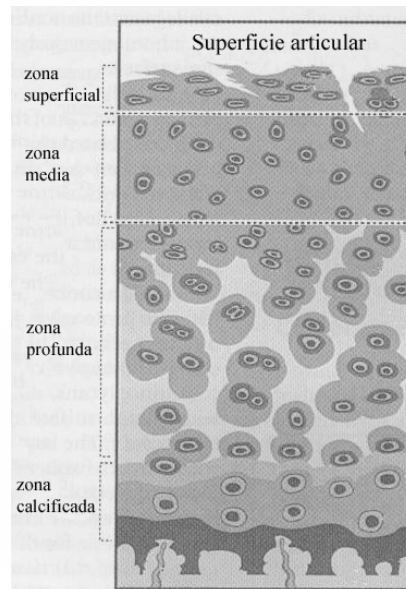 Superficie articular
zona
superficial
zona
media
zona
profunda
zona
calcificada